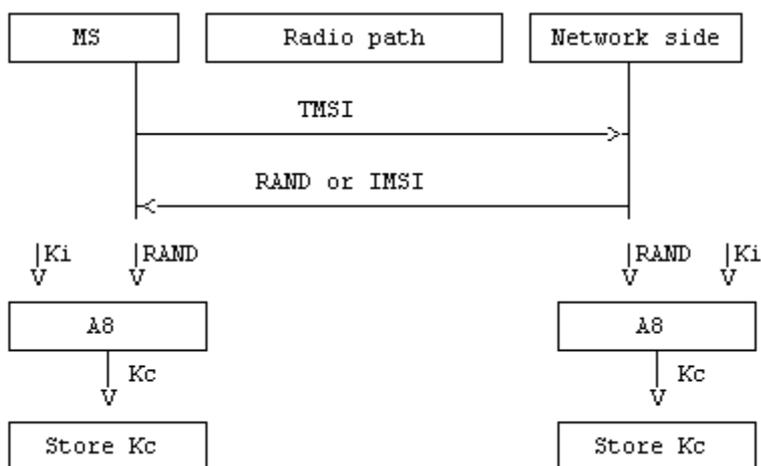 MS Radio path Network side
TMSI
RAND or IMSI
Ki RAND RAND Ki
A8 A8
Kc Kc
Store Kc Store Kc